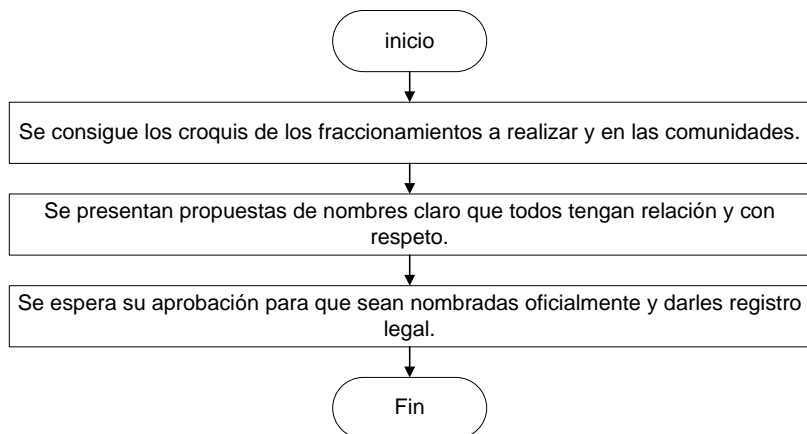 inicio
Se consigue los croquis de los fraccionamientos a realizar y en las comunidades.
Se presentan propuestas de nombres claro que todos tengan relación y con
respeto.
Se espera su aprobación para que sean nombradas oficialmente y darles registro
legal.
Fin